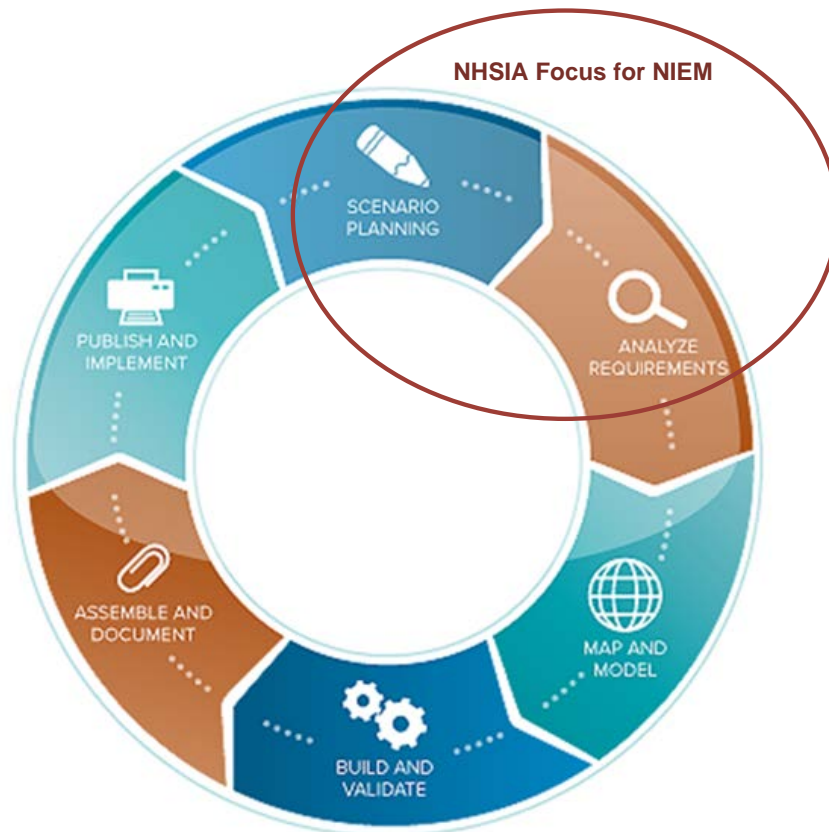 NHSIA Focus for NIEM
SCENARIO
PLANNING
ANALYZE
REQUIREMENTS
MAP AND
MODEL
BUILD AND
VALIDATE
ASSEMBLE AND
DOCUMENT
PUBLISH AND
IMPLEMENT